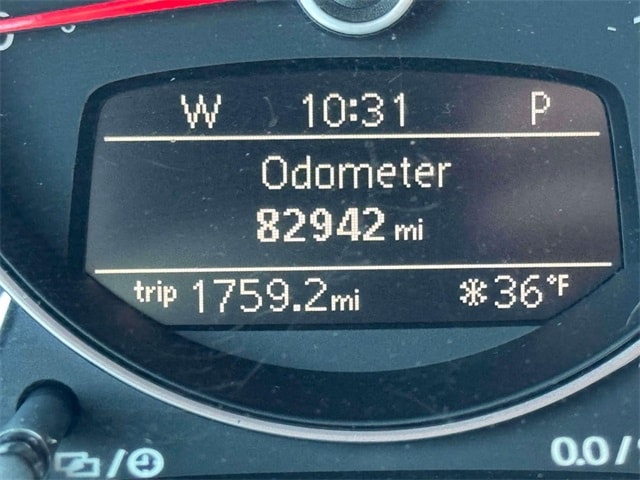 W 10:31 P
Odometer
82942 mi
trip 1759.2mi 36°F
0.0/